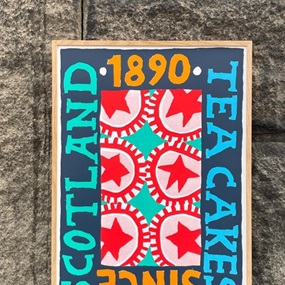 1890
SCOTLAND
TEA CAKES
SINCE